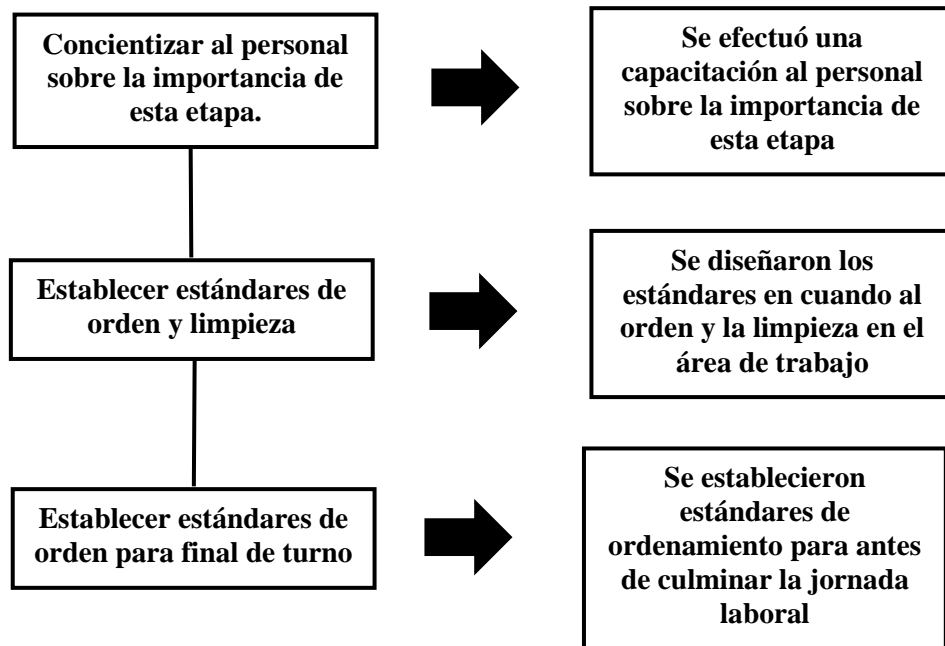 Concientizar al personal
sobre la importancia de
esta etapa.
Se efectuó una
capacitación al personal
sobre la importancia de
esta etapa
Establecer estándares de
orden y limpieza
Se diseñaron los
estándares en cuando al
orden y la limpieza en el
área de trabajo
Establecer estándares de
orden para final de turno
Se establecieron
estándares de
ordenamiento para antes
de culminar la jornada
laboral